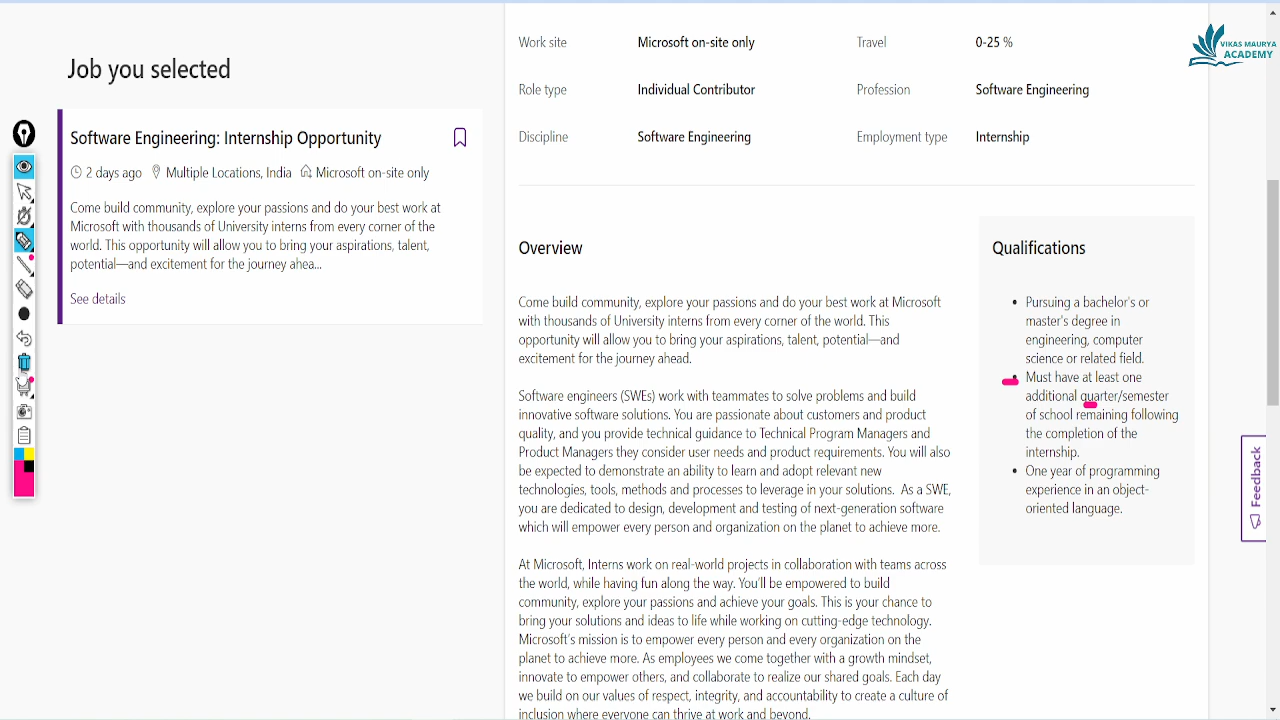 Job you selected
Software Engineering: Internship Opportunity
2 days ago Multiple Locations, India Microsoft on-site only
Come build community, explore your passions and do your best work at
Microsoft with thousands of University interns from every corner of the
world. This opportunity will allow you to bring your aspirations, talent,
potential—and excitement for the journey ahea...
See details
Work site Microsoft on-site only Travel 0-25 %
Role type Individual Contributor Profession Software Engineering
Discipline Software Engineering Employment type Internship
Overview
Come build community, explore your passions and do your best work at Microsoft
with thousands of University interns from every corner of the world. This
opportunity will allow you to bring your aspirations, talent, potential—and
excitement for the journey ahead.
Software engineers (SWEs) work with teammates to solve problems and build
innovative software solutions. You are passionate about customers and product
quality, and you provide technical guidance to Technical Program Managers and
Product Managers they consider user needs and product requirements. You will also
be expected to demonstrate an ability to learn and adopt relevant new
technologies, tools, methods and processes to leverage in your solutions. As a SWE,
you are dedicated to design, development and testing of next-generation software
which will empower every person and organization on the planet to achieve more.
At Microsoft, Interns work on real-world projects in collaboration with teams across
the world, while having fun along the way. You'll be empowered to build
community, explore your passions and achieve your goals. This is your chance to
bring your solutions and ideas to life while working on cutting-edge technology.
Microsoft's mission is to empower every person and every organization on the
planet to achieve more. As employees we come together with a growth mindset,
innovate to empower others, and collaborate to realize our shared goals. Each day
we build on our values of respect, integrity, and accountability to create a culture of
inclusion where everyone can thrive at work and beyond.
Qualifications
• Pursuing a bachelor's or
master's degree in
engineering, computer
science or related field.
• Must have at least one
additional quarter/semester
of school remaining following
the completion of the
internship.
• One year of programming
experience in an object-
oriented language.
VIKAS MAURYA
ACADEMY
Feedback